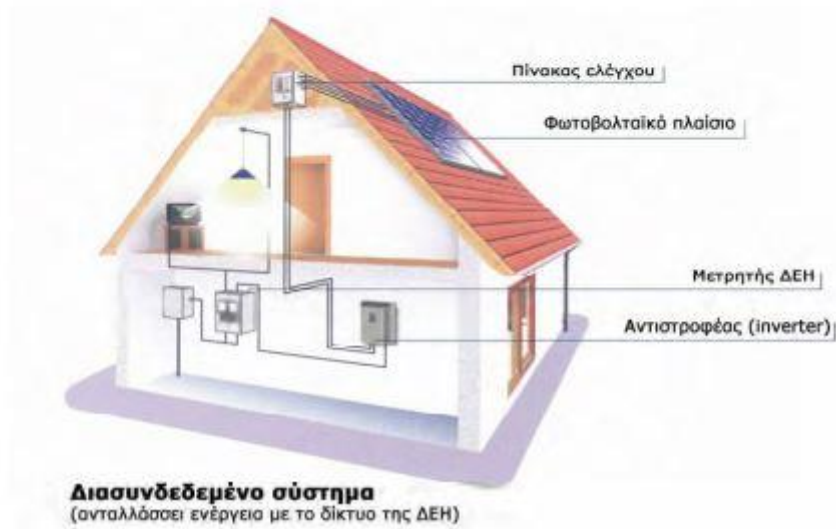 Πίνακας ελέγχου
Φωτοβολταϊκό πλαίσιο
Μετρητής ΔΕΗ
Αντιστροφέας (inverter)
Διασυνδεδεμένο σύστημα
(ανταλλάσσει ενέργεια με το δίκτυο της ΔΕΗ)